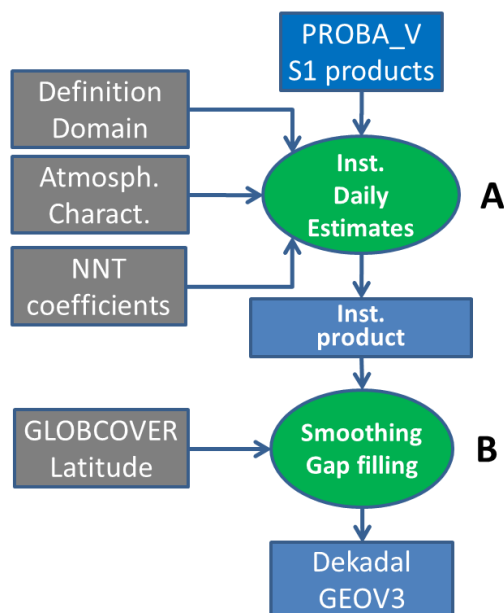 PROBA_V
S1 products
Definition
Domain
Atmosph.
Charact.
NNT
coefficients
Inst.
Daily
Estimates
A
Inst.
product
GLOBCOVER
Latitude
Smoothing
Gap filling
B
Dekadal
GEOV3